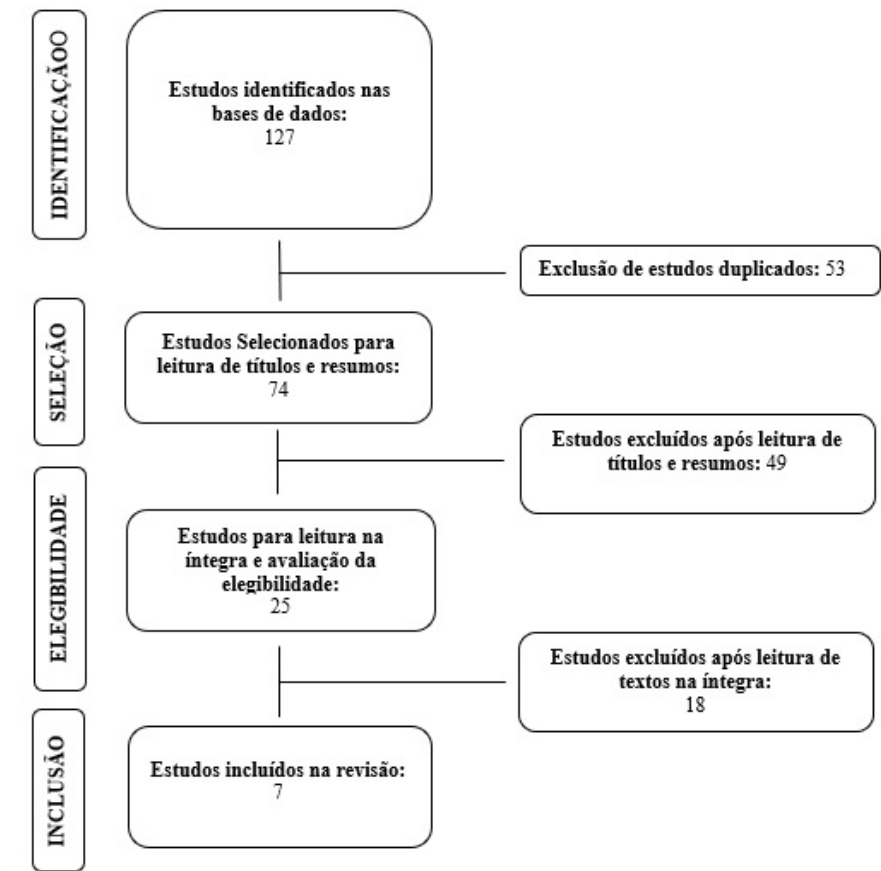 IDENTIFICAÇÃOO
Estudos identificados nas
bases de dados:
127
Exclusão de estudos duplicados: 53
SELEÇÃO
Estudos Selecionados para
leitura de títulos e resumos:
74
Estudos excluídos após leitura de
títulos e resumos: 49
ELEGIBILIDADE
Estudos para leitura na
íntegra e avaliação da
elegibilidade:
25
Estudos excluídos após leitura de
textos na íntegra:
18
INCLUSÃO
Estudos incluídos na revisão:
7